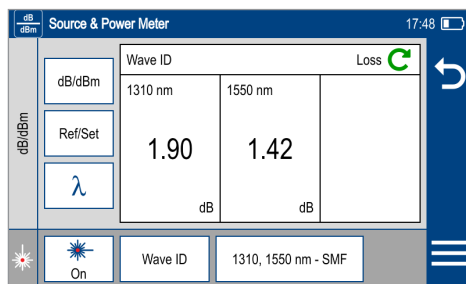 dB
dBm
Source & Power Meter
17:48
dB/dBm
dB/dBm
Ref/Set
λ
Wave ID
Loss
1310 nm
1550 nm
1.90
1.42
dB
dB
On
Wave ID
1310, 1550 nm - SMF